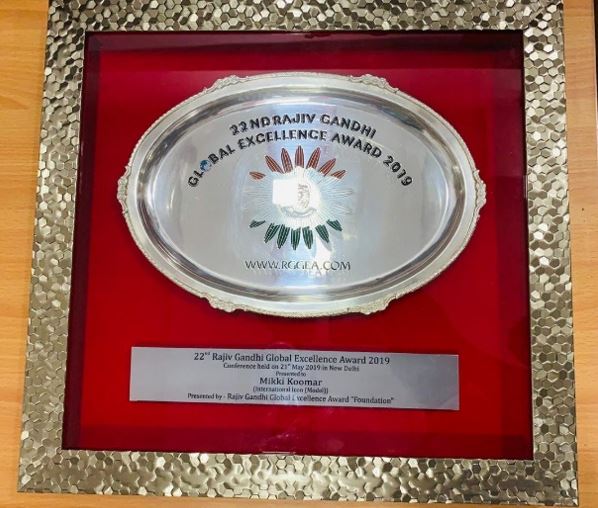 22ND RAJIV GANDHI
GLOBAL EXCELLENCE AWARD 2019
WWW.RGGEA.COM
22nd Rajiv Gandhi Global Excellence Award 2019
Conference held on 21st May 2019 in New Delhi
Presented to
Mikki Koomar
(International Icon (Model))
Presented by - Rajiv Gandhi Global Excellence Award "Foundation"